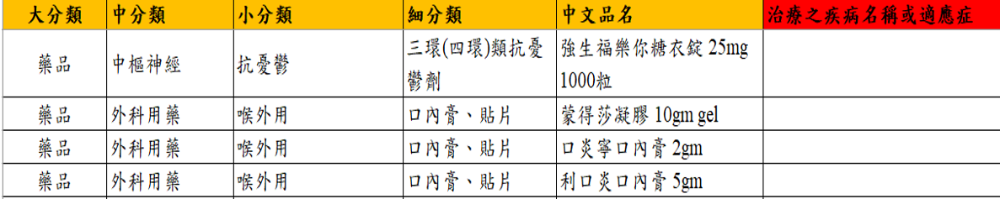 大分類 中分類 小分類 細分類 中文品名 治療之疾病名稱或適應症
藥品 中樞神經 抗憂鬱 三環(四環)類抗憂鬱劑 強生福樂你糖衣錠 25mg 1000粒
藥品 外科用藥 喉外用 口內膏、貼片 蒙得莎凝膠 10gm gel
藥品 外科用藥 喉外用 口內膏、貼片 口炎寧口內膏 2gm
藥品 外科用藥 喉外用 口內膏、貼片 利口炎口內膏 5gm